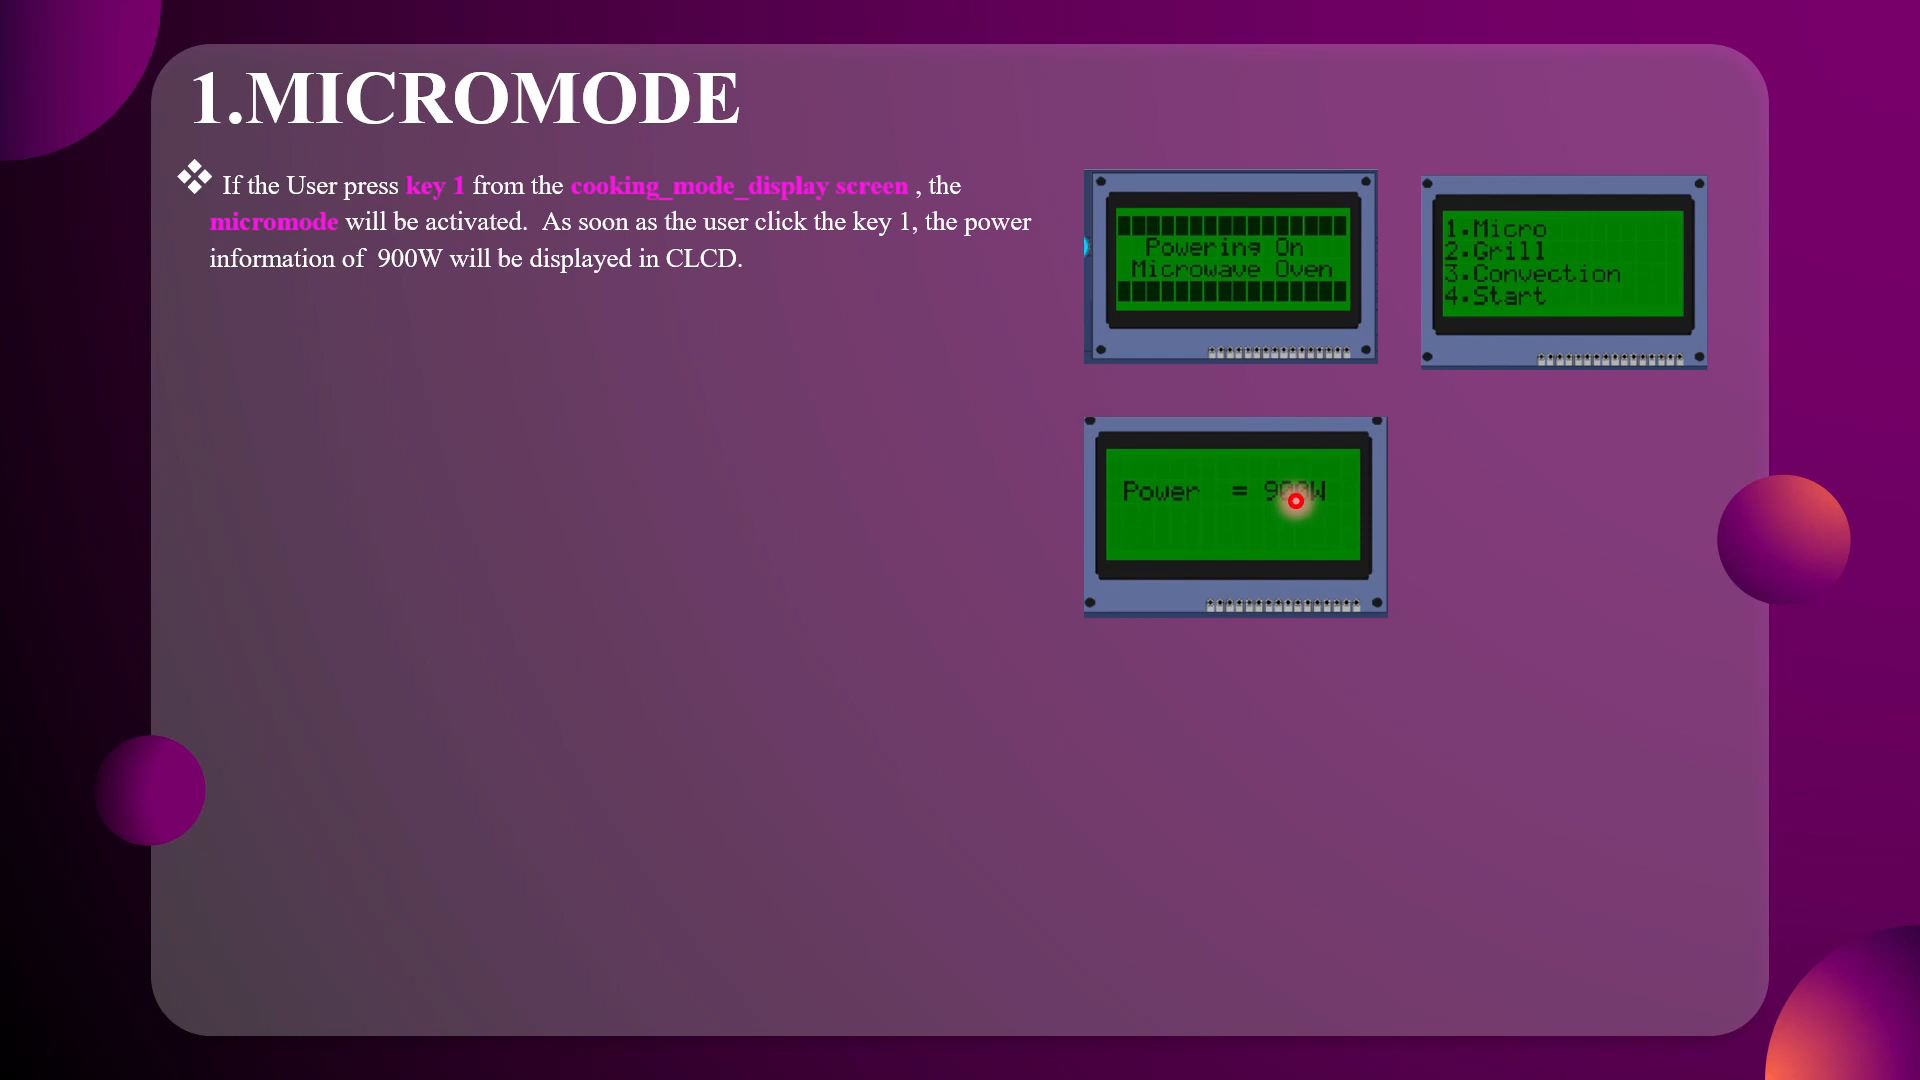 1.MICROMODE
❖ If the User press key 1 from the cooking_mode_display screen , the
micromode will be activated.  As soon as the user click the key 1, the power
information of  900W will be displayed in CLCD.
Powering On
Microwave Oven
1.Micro
2.Grill
3.Convection
4.Start
Power  = 900W